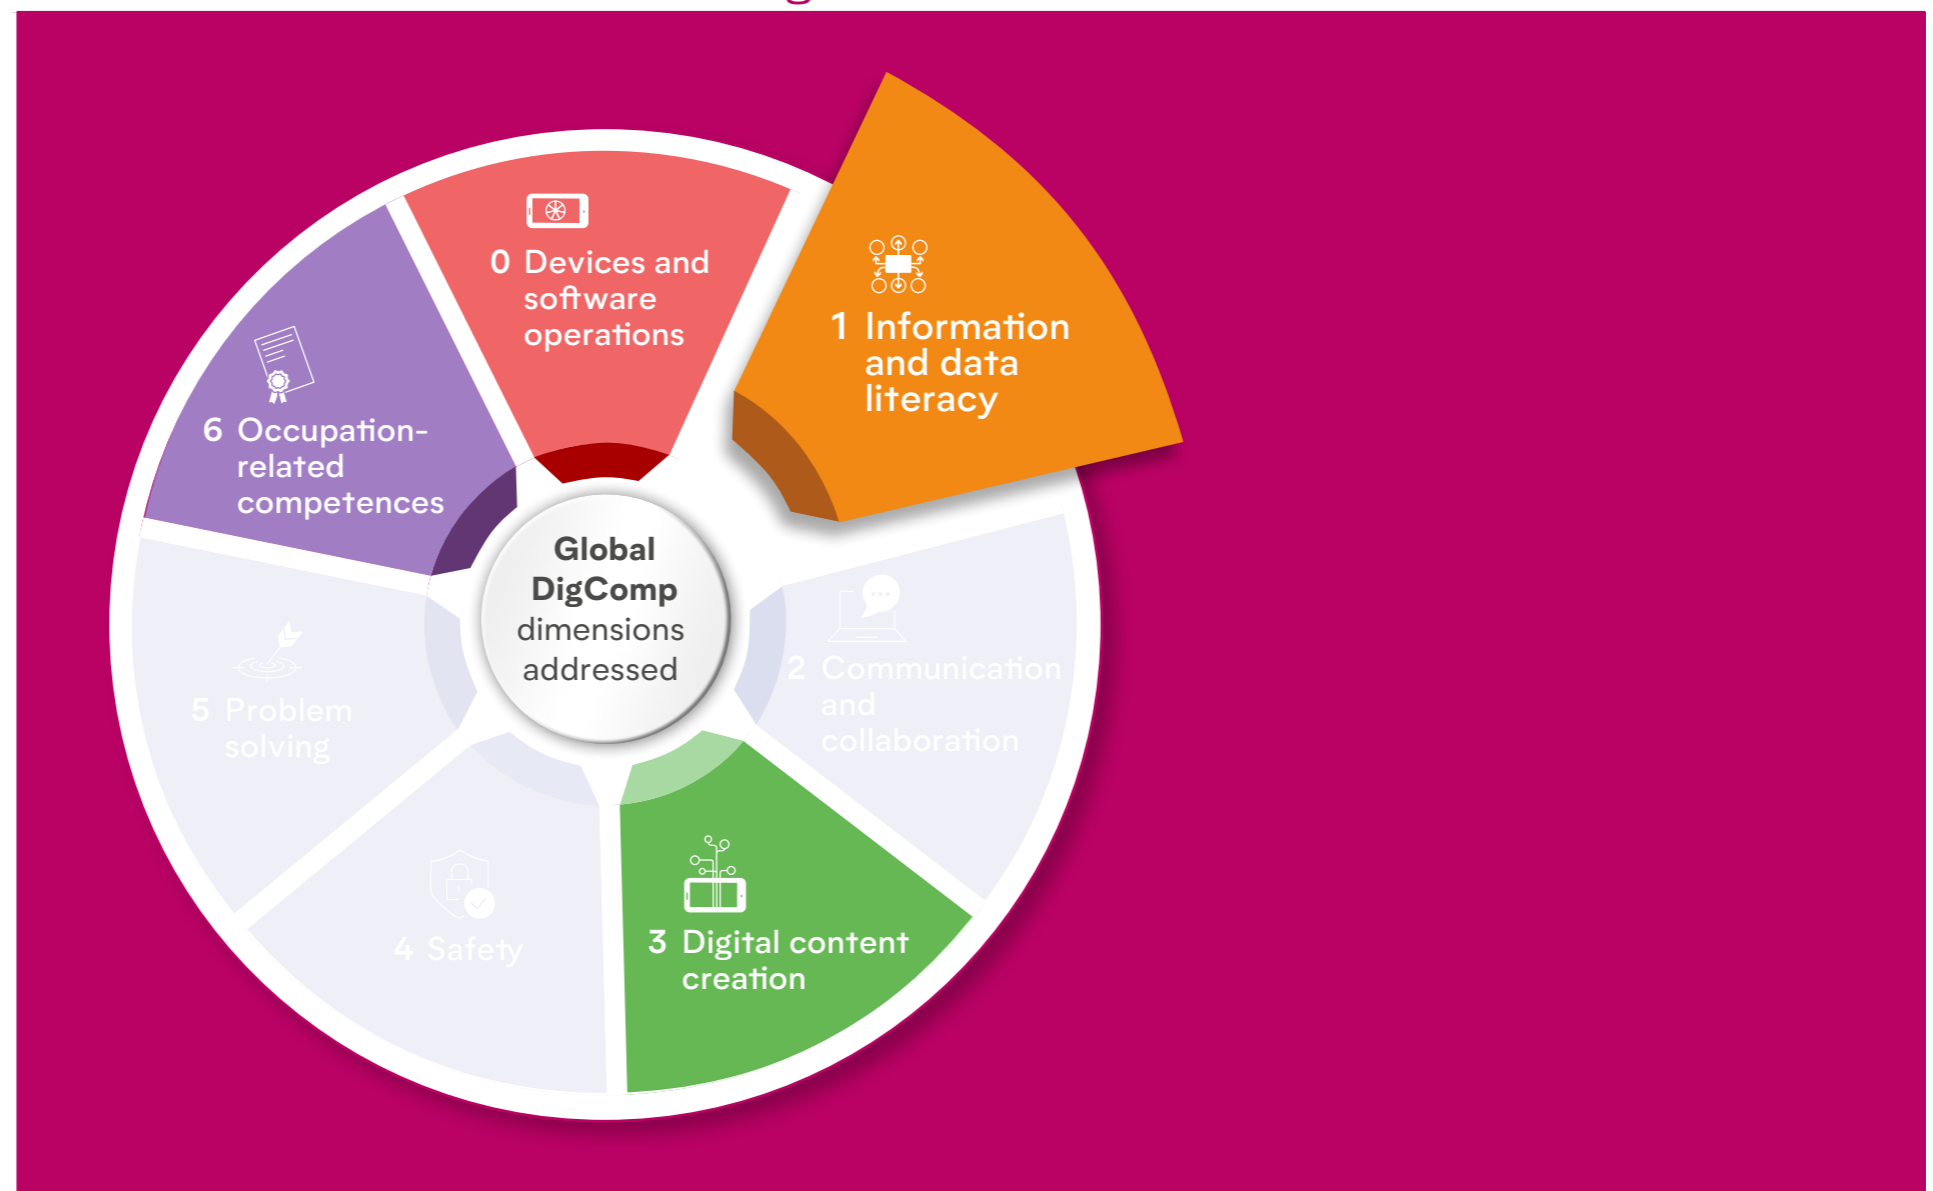 Global
DigComp
dimensions
addressed
0 Devices and
software
operations
1 Information
and data
literacy
2 Communication
and
collaboration
3 Digital content
creation
4 Safety
5 Problem
solving
6 Occupation-
related
competences